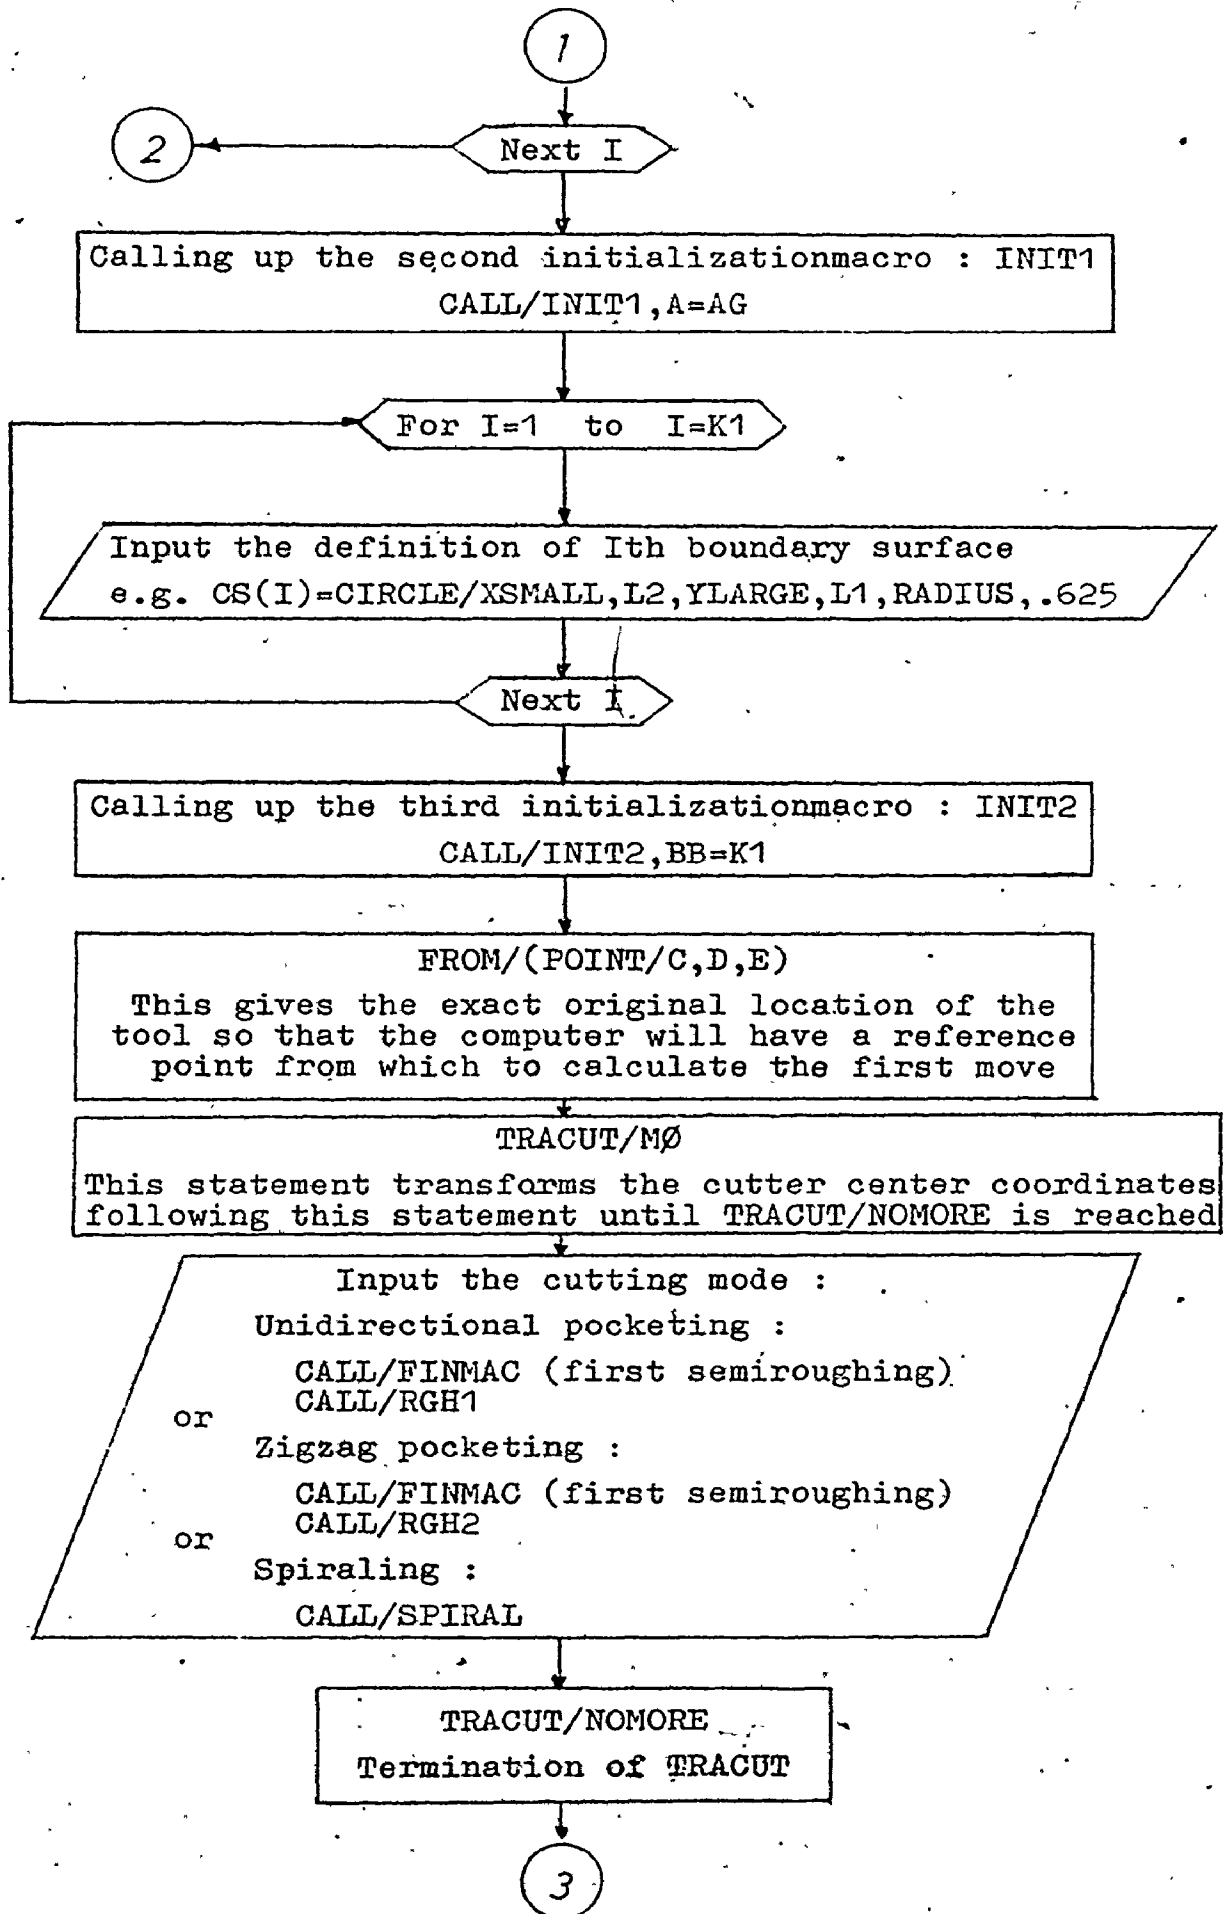 1
2
Next I
Calling up the second initializationmacro : INIT1
CALL/INIT1,A=AG
For I=1 to I=K1
Input the definition of Ith boundary surface
e.g. CS(I)=CIRCLE/XSMALL,L2,YLARGE,L1,RADIUS,.625
Next I
Calling up the third initializationmacro : INIT2
CALL/INIT2,BB=K1
FROM/(POINT/C,D,E)
This gives the exact original location of the
tool so that the computer will have a reference
point from which to calculate the first move
TRACUT/MØ
This statement transforms the cutter center coordinates
following this statement until TRACUT/NOMORE is reached
Input the cutting mode :
Unidirectional pocketing :
CALL/FINMAC (first semiroughing)
CALL/RGH1
or
Zigzag pocketing :
CALL/FINMAC (first semiroughing)
CALL/RGH2
or
Spiraling :
CALL/SPIRAL
TRACUT/NOMORE
Termination of TRACUT
3